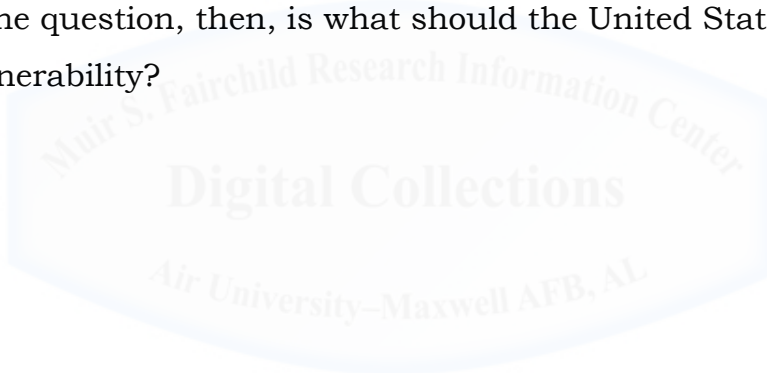 he question, then, is what should the United Stat
nerability?
Muir S. Fairchild Research Information Center
Digital Collections
Air University–Maxwell AFB, AL